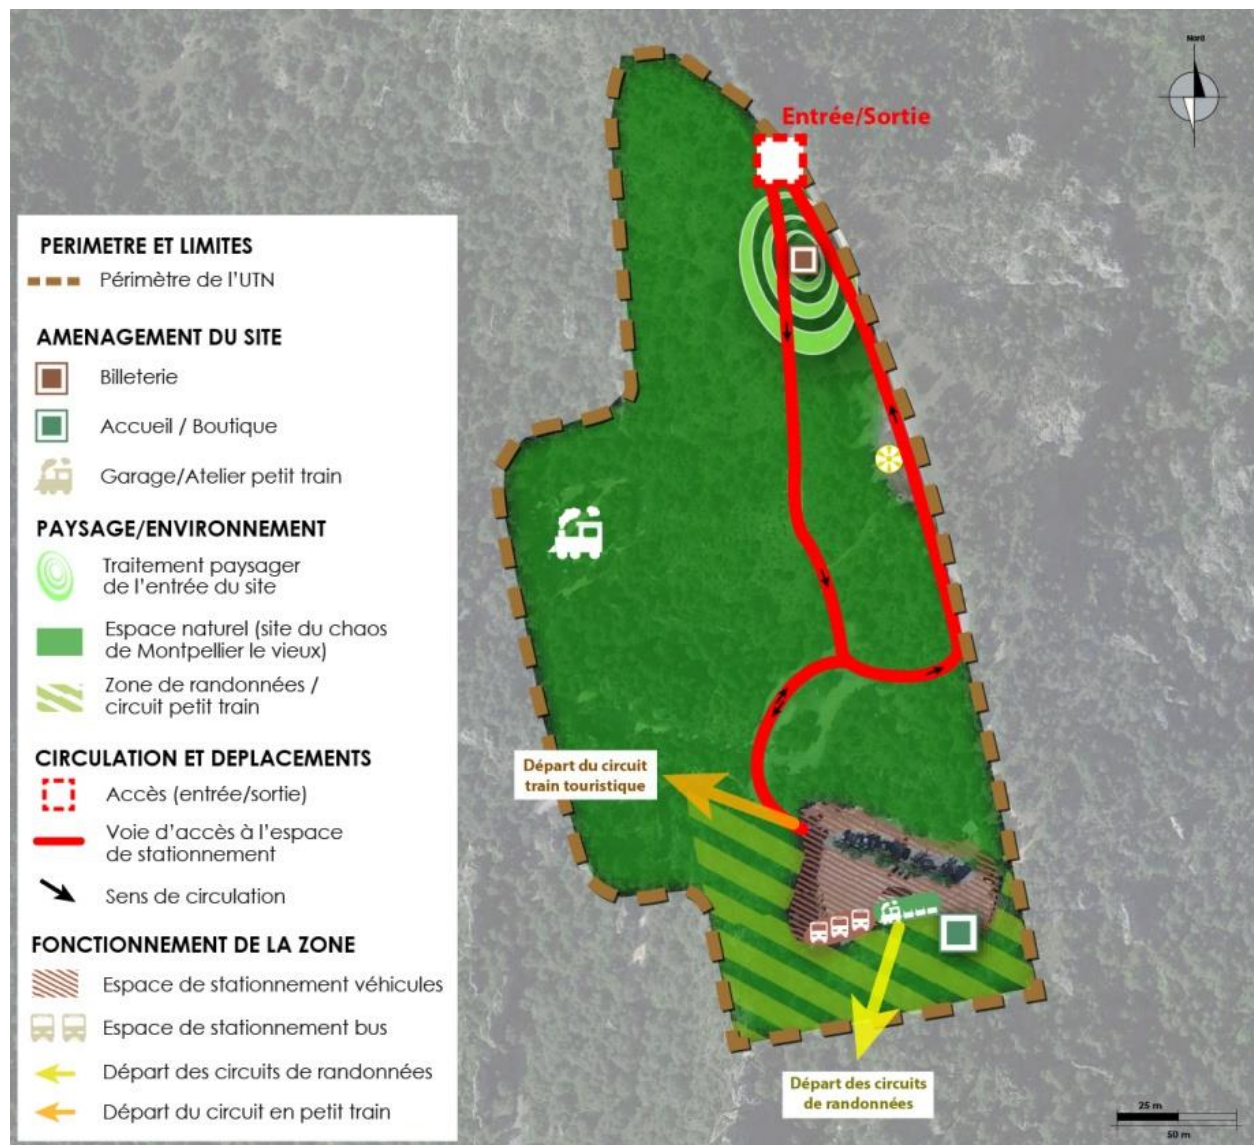 Nord
Entrée/Sortie
PERIMETRE ET LIMITES
Périmètre de l'UTN
AMENAGEMENT DU SITE
Billeterie
Accueil / Boutique
Garage/Atelier petit train
PAYSAGE/ENVIRONNEMENT
Traitement paysager
de l'entrée du site
Espace naturel (site du chaos
de Montpellier le vieux)
Zone de randonnées /
circuit petit train
CIRCULATION ET DEPLACEMENTS
Accès (entrée/sortie)
Voie d'accès à l'espace
de stationnement
Sens de circulation
FONCTIONNEMENT DE LA ZONE
Espace de stationnement véhicules
Espace de stationnement bus
Départ des circuits de randonnées
Départ du circuit en petit train
Départ du circuit
train touristique
Départ des circuits
de randonnées
25 m
50 m